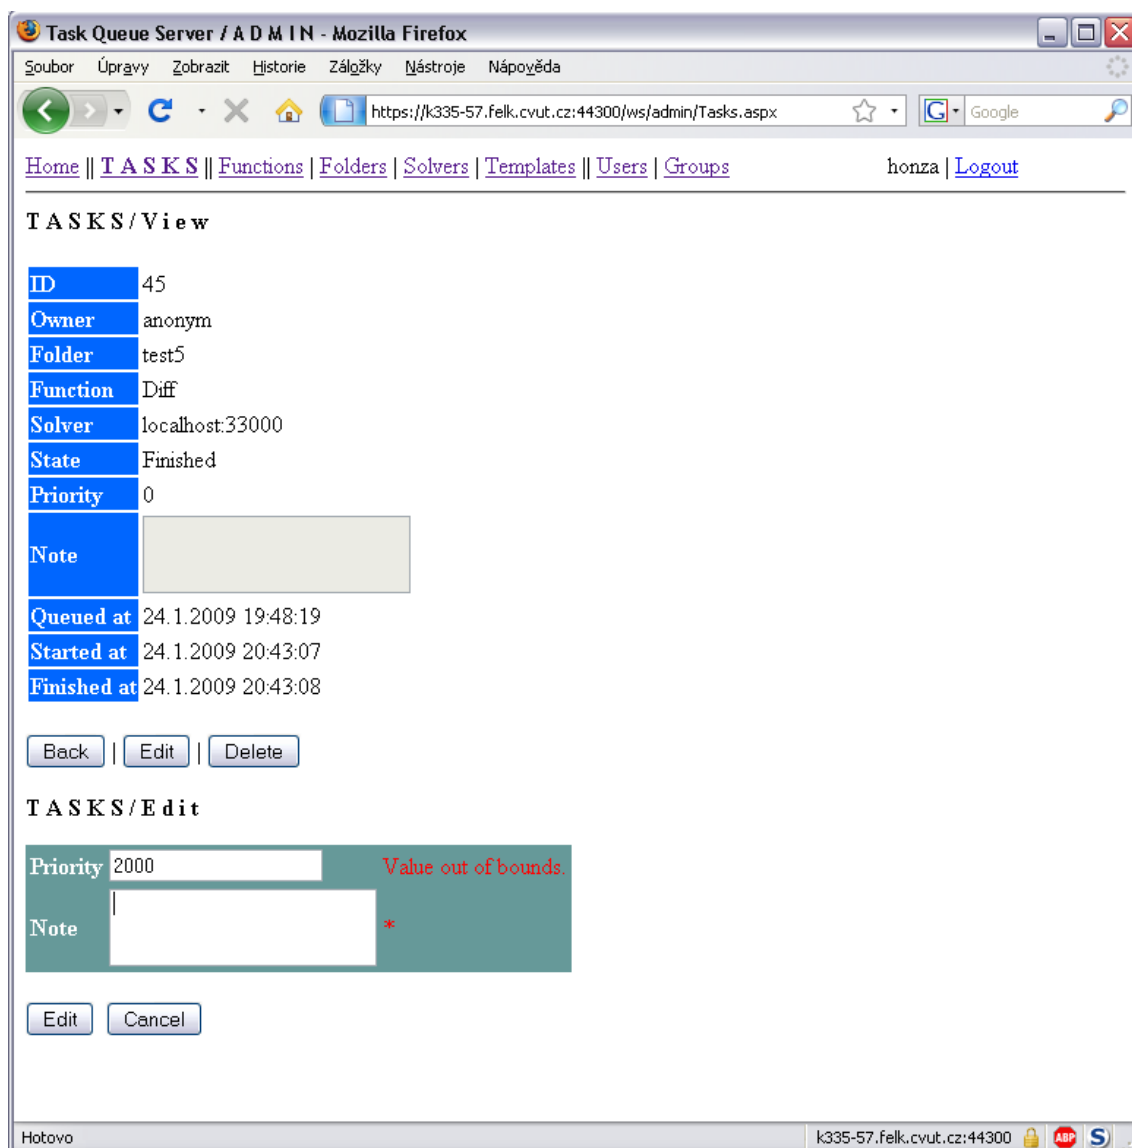 Task Queue Server / A D M I N - Mozilla Firefox
Soubor Úpravy Zobrazit Historie Záložky Nástroje Nápověda
https://k335-57.felk.cvut.cz:44300/ws/admin/Tasks.aspx G Google
Home || T A S K S || Functions | Folders | Solvers | Templates || Users | Groups honza | Logout
T A S K S / V i e w
ID 45
Owner anonym
Folder test5
Function Diff
Solver localhost:33000
State Finished
Priority 0
Note
Queued at 24.1.2009 19:48:19
Started at 24.1.2009 20:43:07
Finished at 24.1.2009 20:43:08
Back | Edit | Delete
T A S K S / E d i t
Priority 2000 Value out of bounds.
Note *
Edit Cancel
Hotovo k335-57.felk.cvut.cz:44300 ABP S